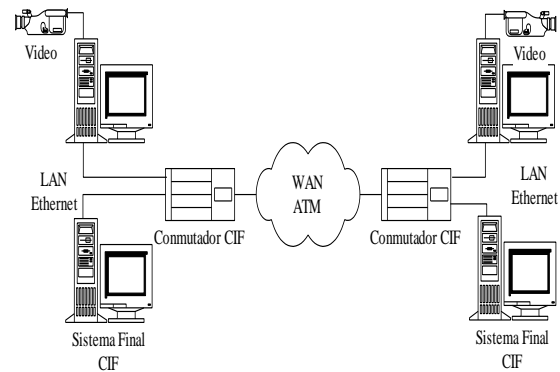 Video
Video
LAN
Ethernet
WAN
ATM
LAN
Ethernet
Conmutador CIF
Conmutador CIF
Sistema Final
CIF
Sistema Final
CIF